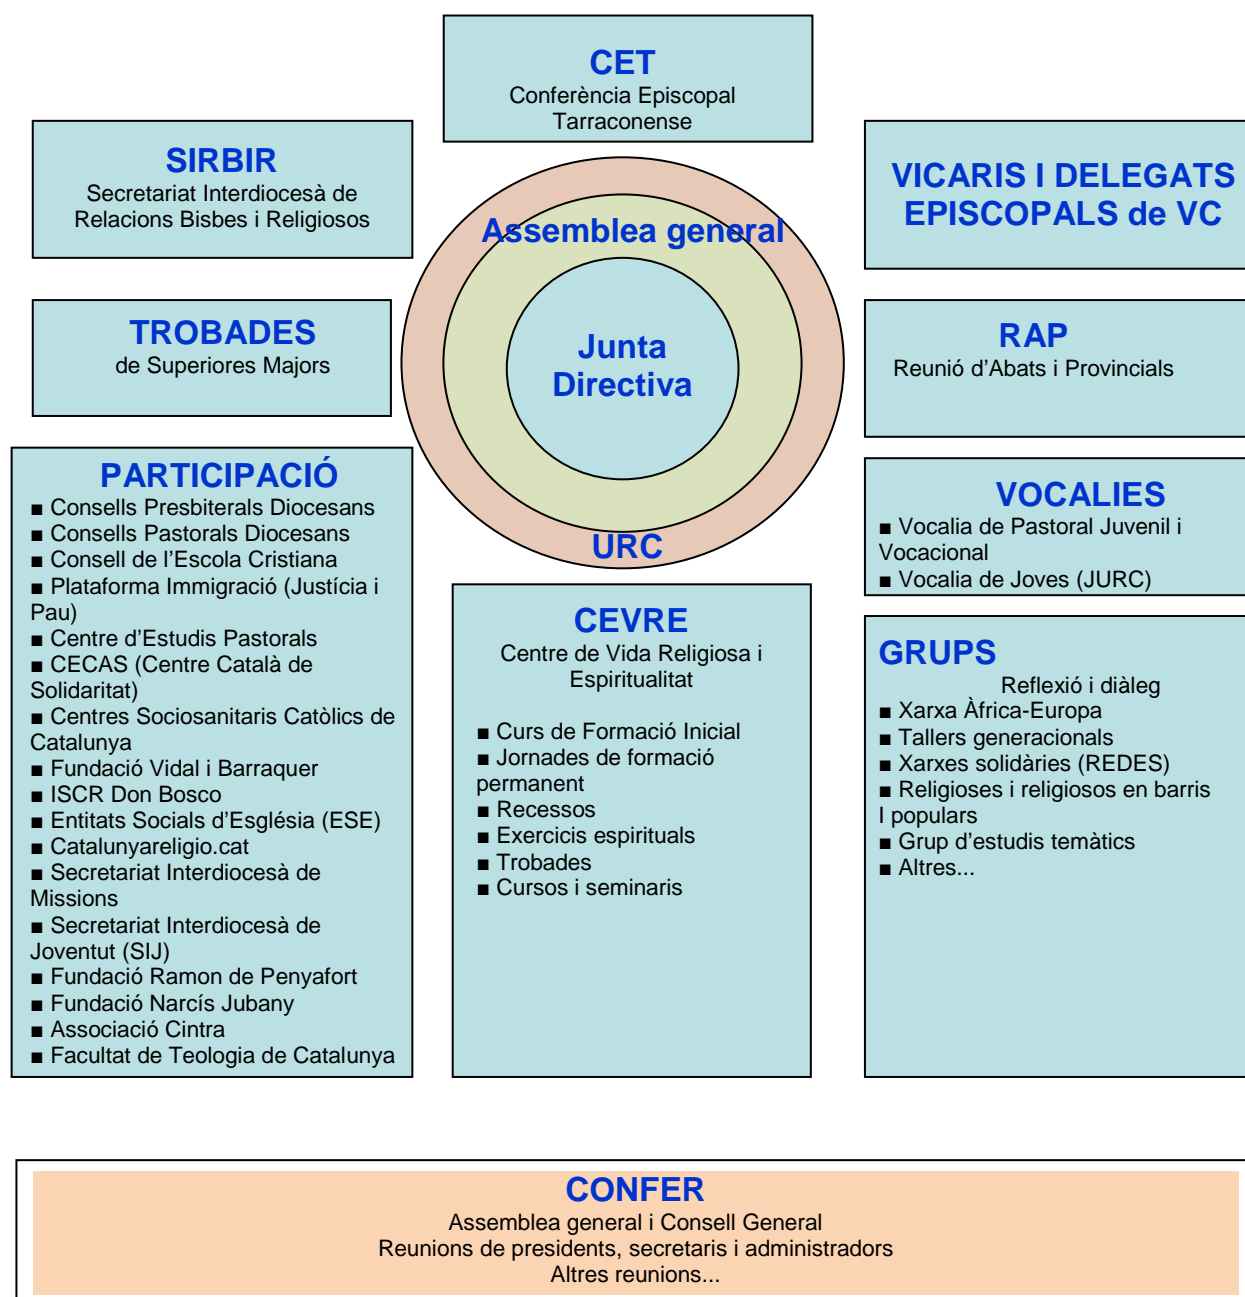 CET
Conferència Episcopal
Tarraconense
SIRBIR
Secretariat Interdiocesà de
Relacions Bisbes i Religiosos
VICARIS I DELEGATS
EPISCOPALS de VC
Assemblea general
Junta
Directiva
URC
TROBADES
de Superiores Majors
RAP
Reunió d’Abats i Provincials
PARTICIPACIÓ
■ Consells Presbiterals Diocesans
■ Consells Pastorals Diocesans
■ Consell de l’Escola Cristiana
■ Plataforma Immigració (Justícia i
Pau)
■ Centre d’Estudis Pastorals
■ CECAS (Centre Català de
Solidaritat)
■ Centres Sociosanitaris Catòlics de
Catalunya
■ Fundació Vidal i Barraquer
■ ISCR Don Bosco
■ Entitats Socials d’Església (ESE)
■ Catalunyareligio.cat
■ Secretariat Interdiocesà de
Missions
■ Secretariat Interdiocesà de
Joventut (SIJ)
■ Fundació Ramon de Penyafort
■ Fundació Narcís Jubany
■ Associació Cintra
■ Facultat de Teologia de Catalunya
CEVRE
Centre de Vida Religiosa i
Espiritualitat
■ Curs de Formació Inicial
■ Jornades de formació
permanent
■ Recessos
■ Exercicis espirituals
■ Trobades
■ Cursos i seminaris
VOCALIES
■ Vocalia de Pastoral Juvenil i
Vocacional
■ Vocalia de Joves (JURC)
GRUPS
Reflexió i diàleg
■ Xarxa Àfrica-Europa
■ Tallers generacionals
■ Xarxes solidàries (REDES)
■ Religioses i religiosos en barris
I populars
■ Grup d’estudis temàtics
■ Altres...
CONFER
Assemblea general i Consell General
Reunions de presidents, secretaris i administradors
Altres reunions...